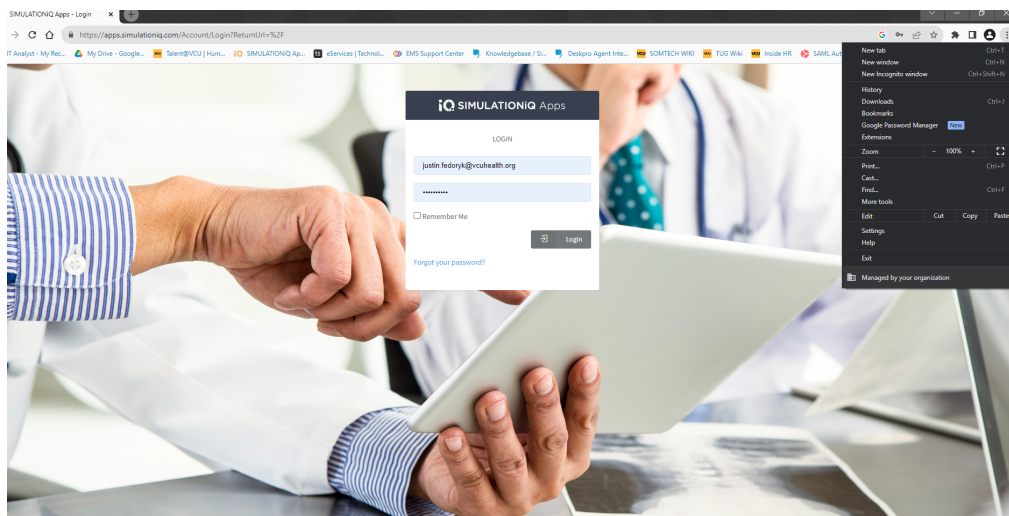 SIMULATIONiQ Apps - Login
https://apps.simulationiq.com/Account/Login?ReturnUrl=%2F
IT Analyst - My Rec... My Drive - Google... Talent@VCU | Hum... SIMULATIONiQ Ap... eServices | Technol... EMS Support Center Knowledgebase / Si... Deskpro Agent Inte... SOMTECH WIKI TUG Wiki Inside HR SAML Aut
New tab Ctrl+T
New window Ctrl+N
New Incognito window Ctrl+Shift+N
History
Downloads Ctrl+J
Bookmarks
Google Password Manager New
Extensions
Zoom - 100% +
Print... Ctrl+P
Cast...
Find... Ctrl+F
More tools
Edit Cut Copy Paste
Settings
Help
Exit
Managed by your organization
iQ SIMULATIONiQ Apps
LOGIN
justin.fedoryk@vcuhealth.org
Remember Me
Login
Forgot your password?